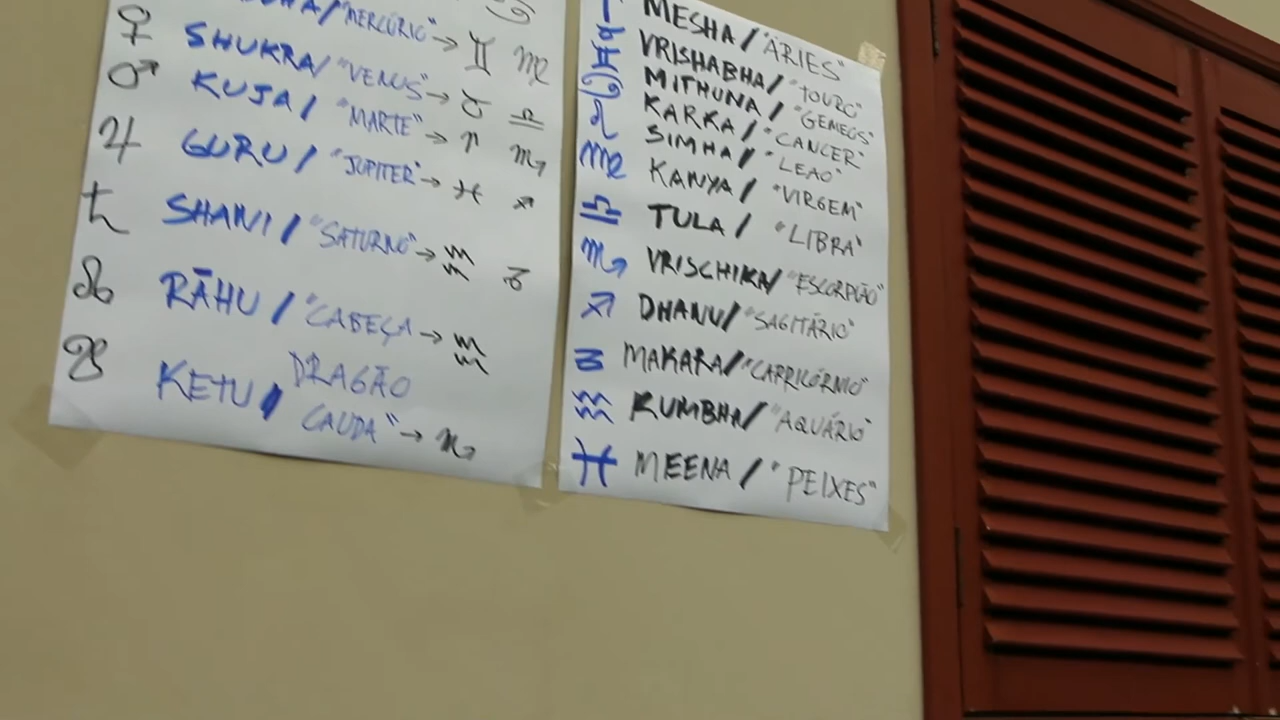 "MERCÚRIO" → ♊ ♍
♀ SHUKRA / "VENUS" → ♉ ♎
♂ KUJA / "MARTE" → ♈ ♏
♃ GURU / "JUPITER" → ♓ ♐
♄ SHANI / "SATURNO" → ♒ ♑
☊ RĀHU / "CABEÇA → ♒
DRAGÃO
☋ KETU / CAUDA" → ♏
MESHA / "ÁRIES"
♉ VRISHABHA / "TOURO"
♊ MITHUNA / "GEMEOS"
♋ KARKA / "CANCER"
♌ SIMHA / "LEAO"
♍ KANYA / "VIRGEM"
♎ TULA / "LIBRA"
♏ VRISCHIKA / "ESCORPIÃO"
♐ DHANU / "SAGITÁRIO"
♑ MAKARA / "CAPRICÓRNIO"
♒ KUMBHA / "AQUÁRIO"
♓ MEENA / "PEIXES"